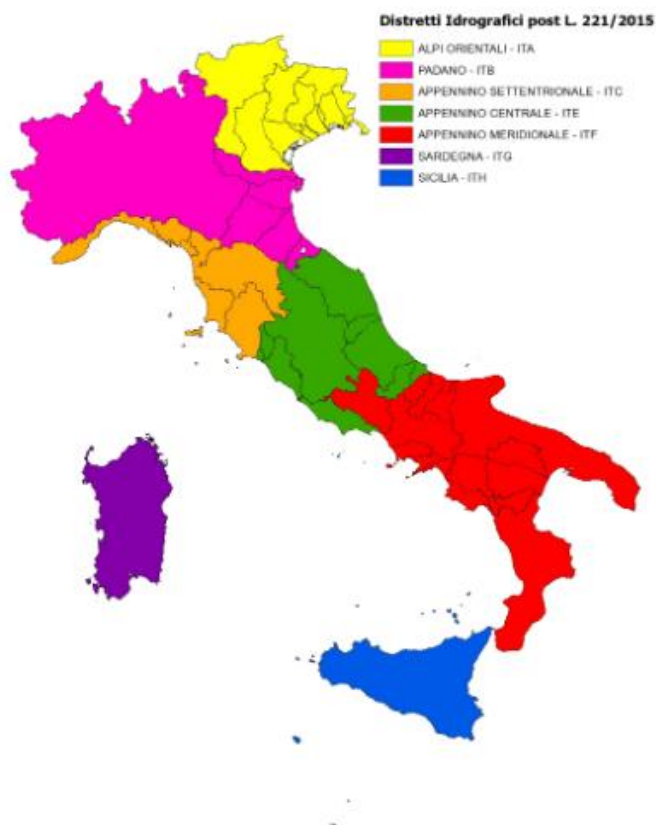 Distretti Idrografici post L. 221/2015
ALPI ORIENTALI - ITA
PADANO - ITB
APPENNINO SETTENTRIONALE - ITC
APPENNINO CENTRALE - ITE
APPENNINO MERIDIONALE - ITF
SARDEGNA - ITG
SICILIA - ITH